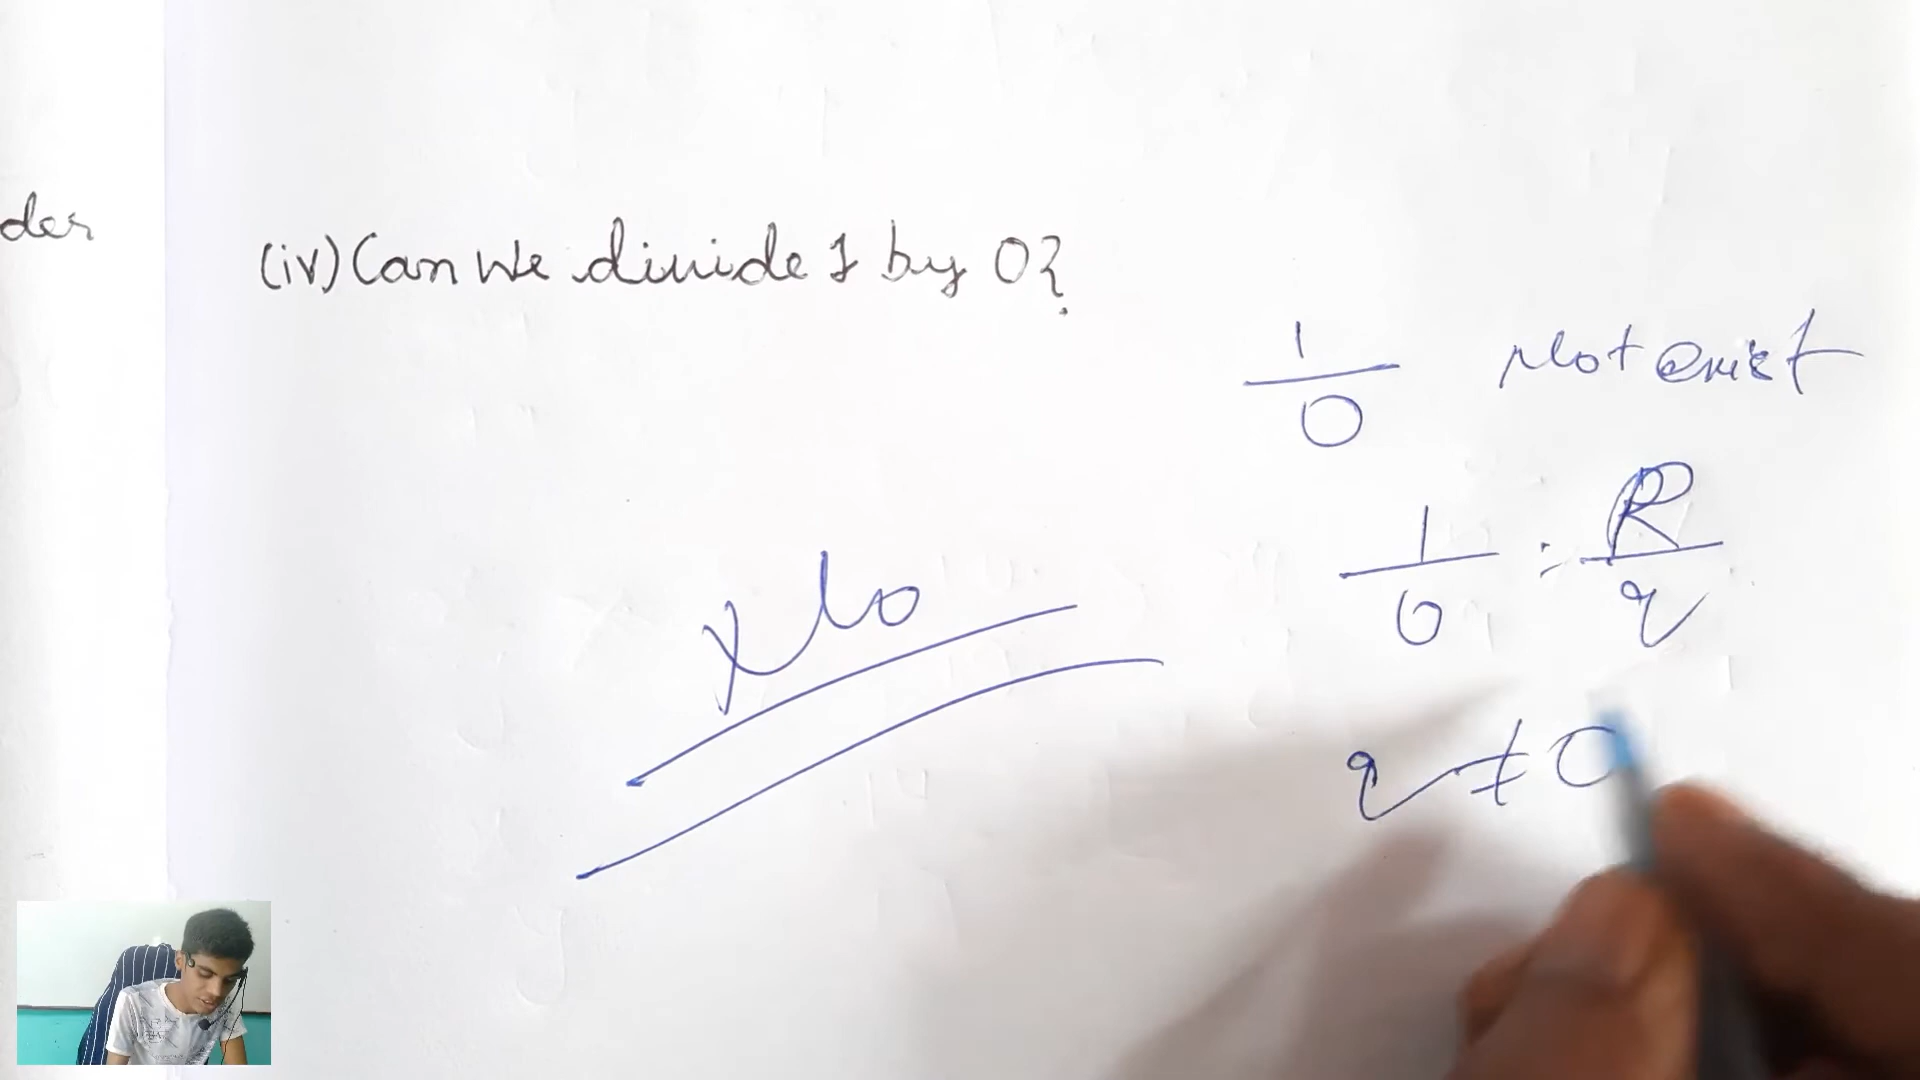 der
(iv) Can We divide 1 by 0?
1/0 Not exist
1/0 = P/q
No
q ≠ 0